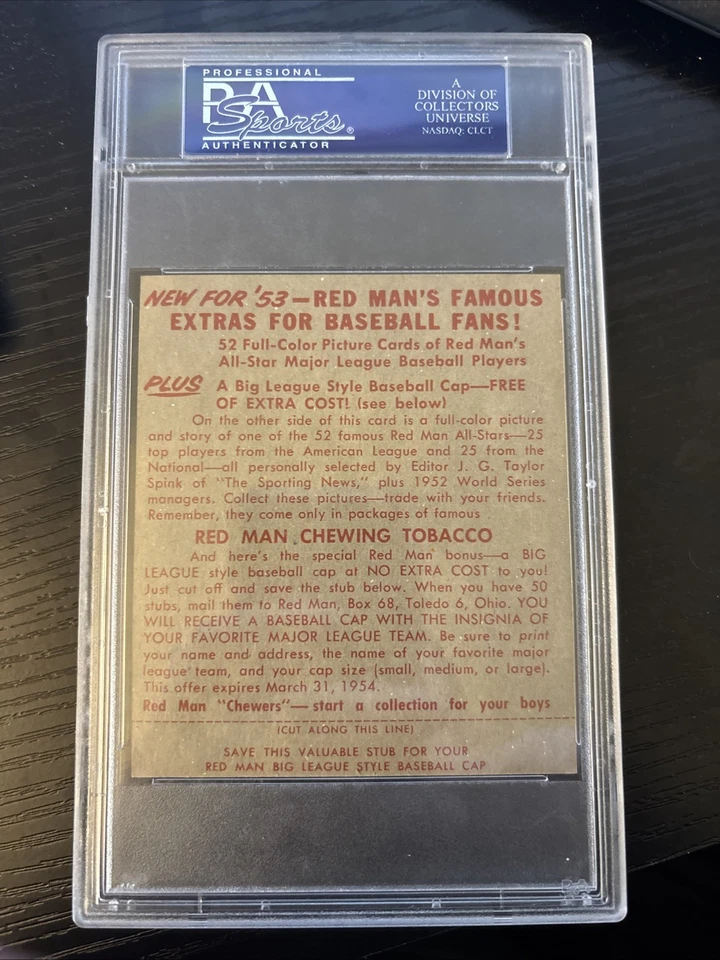 PROFESSIONAL
PSA
Sports®
AUTHENTICATOR
A
DIVISION OF
COLLECTORS
UNIVERSE
NASDAQ: CLCT
NEW FOR '53—RED MAN'S FAMOUS
EXTRAS FOR BASEBALL FANS!
52 Full-Color Picture Cards of Red Man's
All-Star Major League Baseball Players
PLUS A Big League Style Baseball Cap—FREE
OF EXTRA COST! (see below)
On the other side of this card is a full-color picture
and story of one of the 52 famous Red Man All-Stars—25
top players from the American League and 25 from the
National—all personally selected by Editor J. G. Taylor
Spink of "The Sporting News," plus 1952 World Series
managers. Collect these pictures—trade with your friends.
Remember, they come only in packages of famous
RED MAN CHEWING TOBACCO
And here's the special Red Man bonus—a BIG
LEAGUE style baseball cap at NO EXTRA COST to you!
Just cut off and save the stub below. When you have 50
stubs, mail them to Red Man, Box 68, Toledo 6, Ohio. YOU
WILL RECEIVE A BASEBALL CAP WITH THE INSIGNIA OF
YOUR FAVORITE MAJOR LEAGUE TEAM. Be sure to print
your name and address, the name of your favorite major
league team, and your cap size (small, medium, or large).
This offer expires March 31, 1954.
Red Man "Chewers"—start a collection for your boys
(CUT ALONG THIS LINE)
SAVE THIS VALUABLE STUB FOR YOUR
RED MAN BIG LEAGUE STYLE BASEBALL CAP